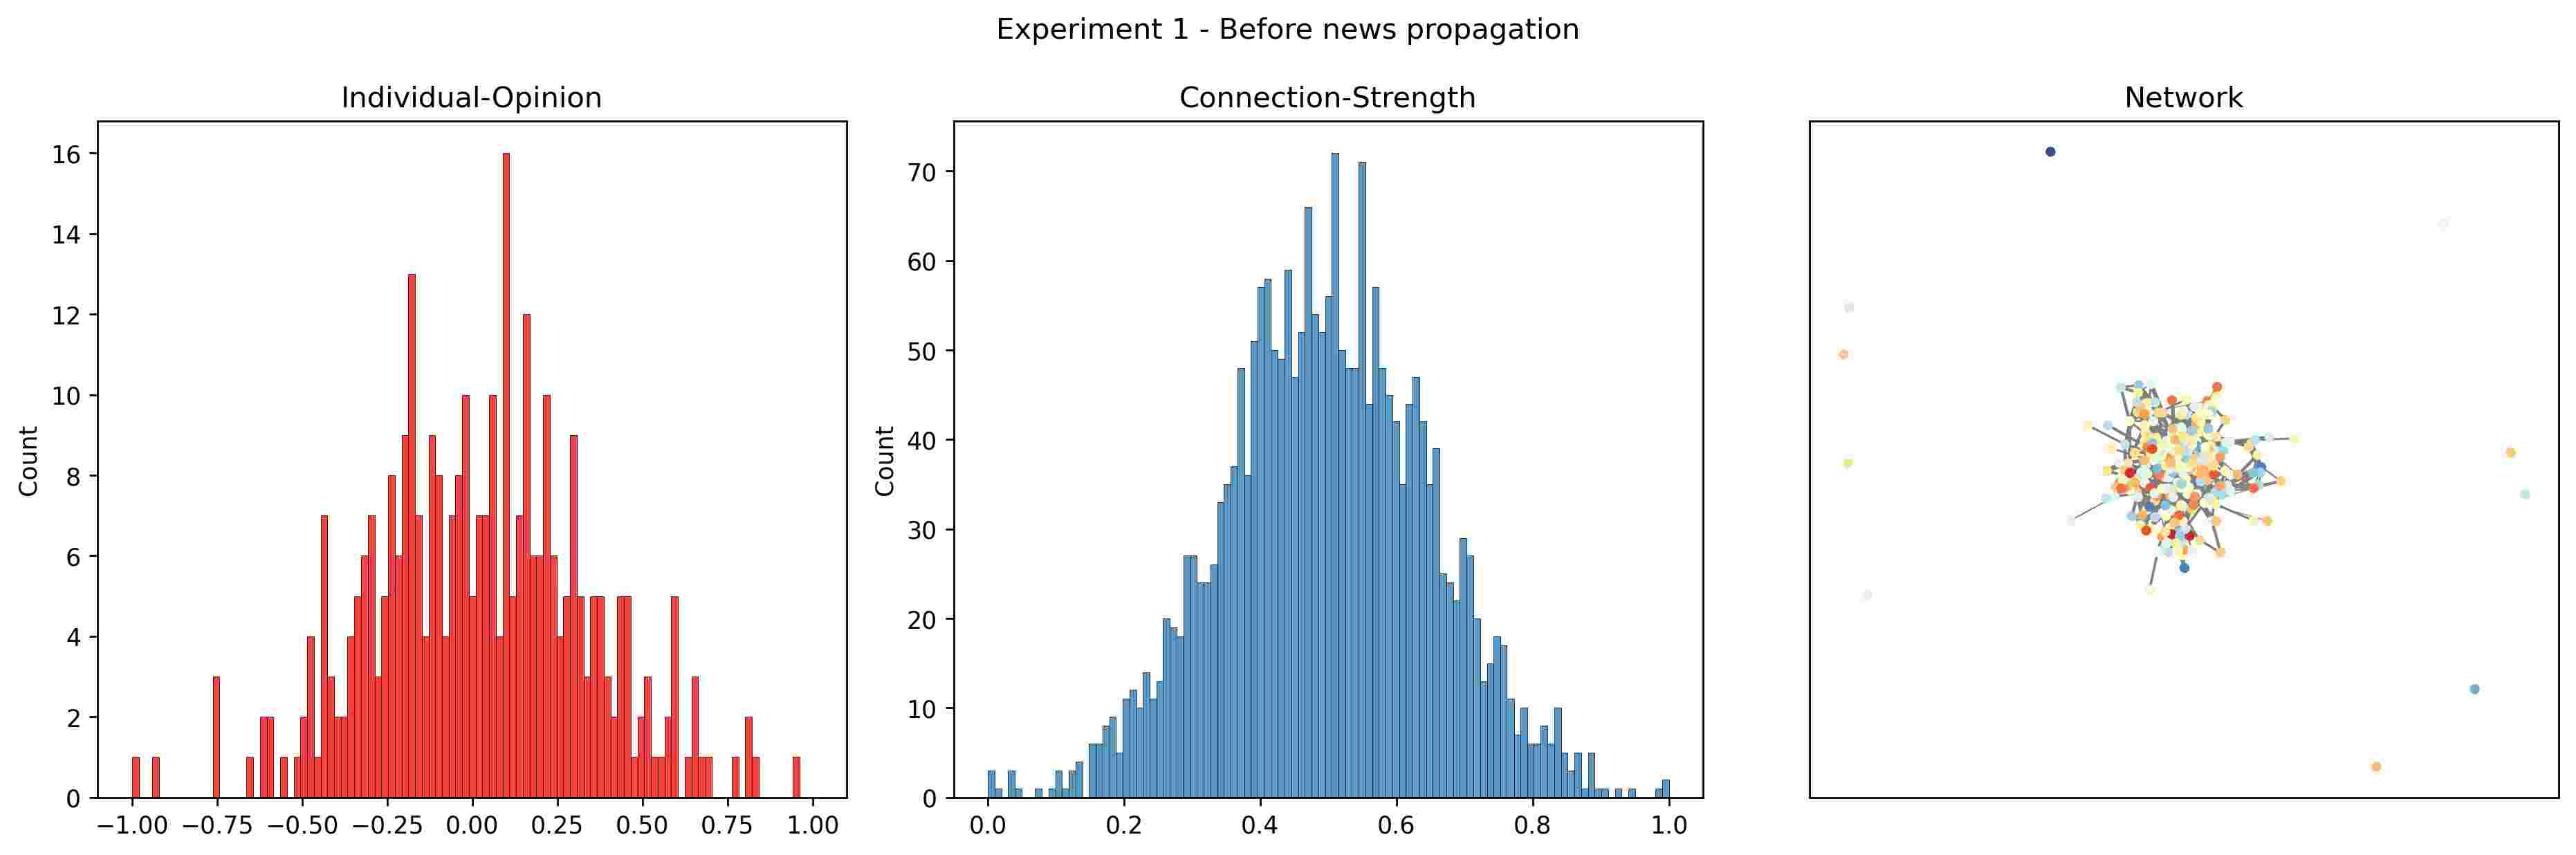 Experiment 1 - Before news propagation
Individual-Opinion
Count
16
14
12
10
8
6
4
2
0
−1.00 −0.75 −0.50 −0.25 0.00 0.25 0.50 0.75 1.00
Connection-Strength
Count
70
60
50
40
30
20
10
0
0.0 0.2 0.4 0.6 0.8 1.0
Network